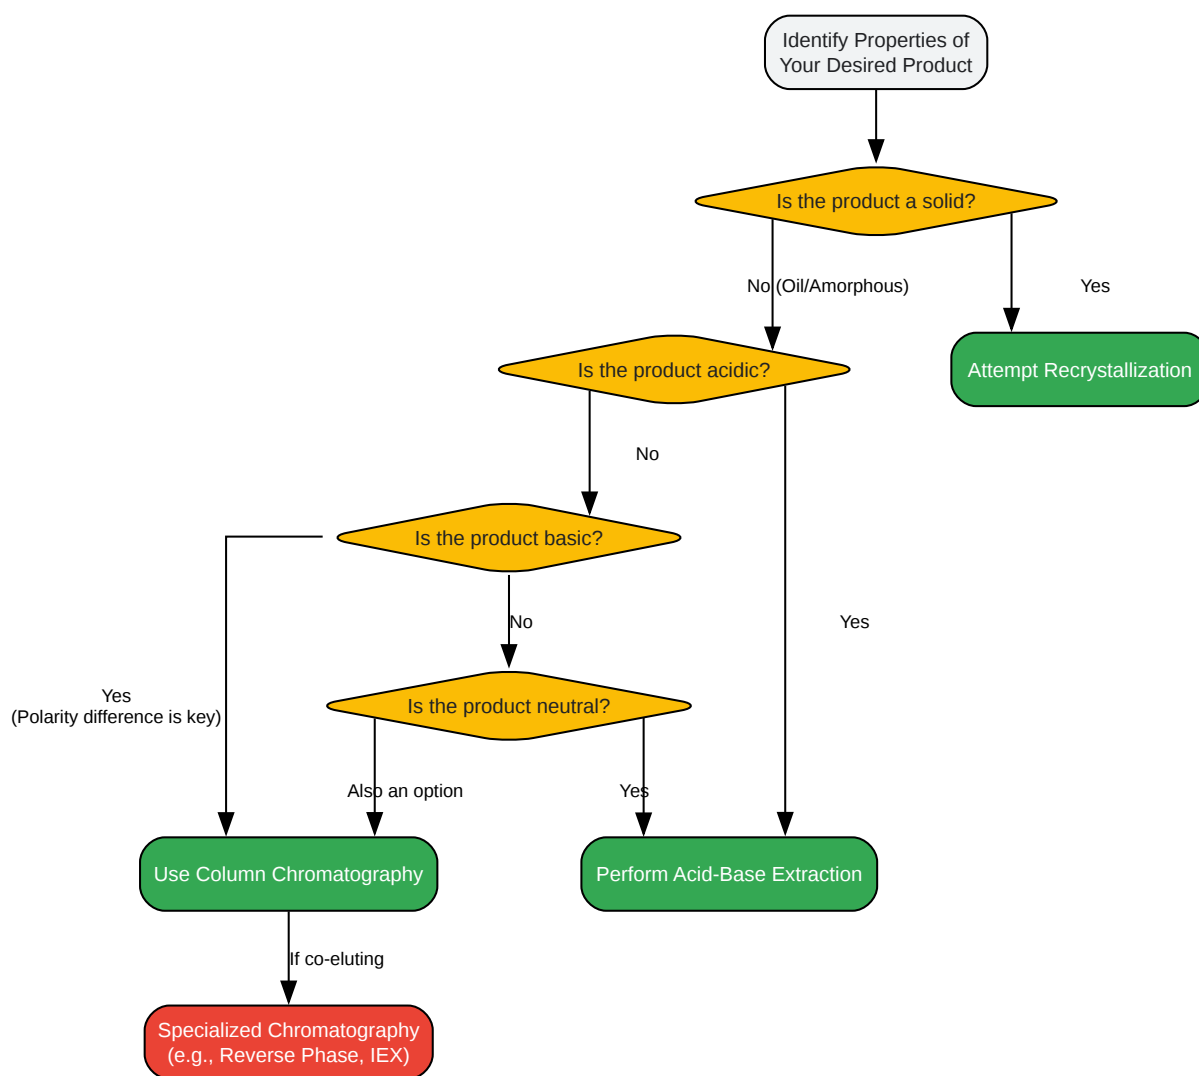 Identify Properties of
Your Desired Product
Is the product a solid?
No (Oil/Amorphous)
Yes
Is the product acidic?
Attempt Recrystallization
No
Is the product basic?
No
Yes
Yes
(Polarity difference is key)
Is the product neutral?
Also an option
Yes
Use Column Chromatography
Perform Acid-Base Extraction
If co-eluting
Specialized Chromatography
(e.g., Reverse Phase, IEX)